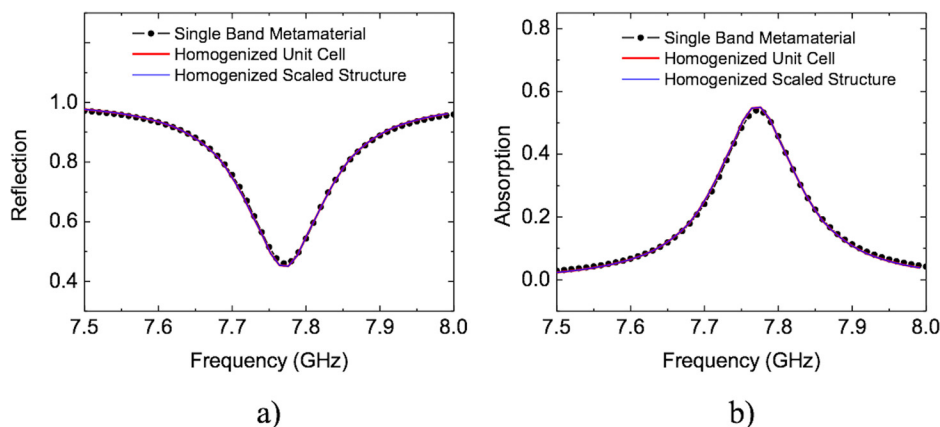 Single Band Metamaterial
Homogenized Unit Cell
Homogenized Scaled Structure
1.0
0.8
0.6
0.4
Reflection
7.5 7.6 7.7 7.8 7.9 8.0
Frequency (GHz)
a)
Single Band Metamaterial
Homogenized Unit Cell
Homogenized Scaled Structure
0.8
0.6
0.4
0.2
0.0
Absorption
7.5 7.6 7.7 7.8 7.9 8.0
Frequency (GHz)
b)